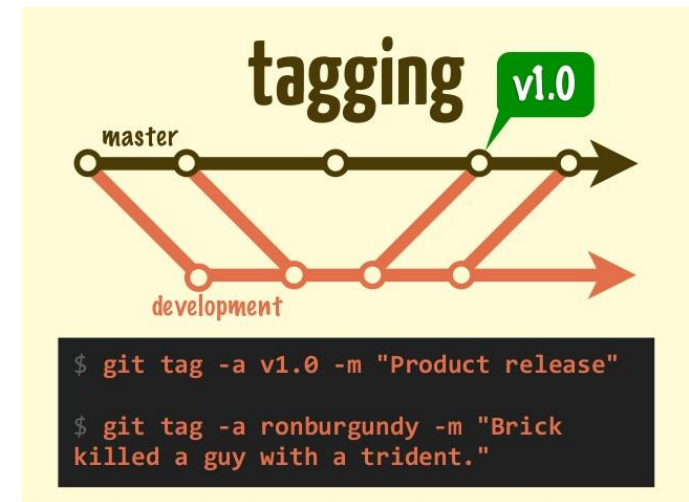 tagging
v1.0
master
development
$ git tag -a v1.0 -m "Product release"
$ git tag -a ronburgundy -m "Brick
killed a guy with a trident."